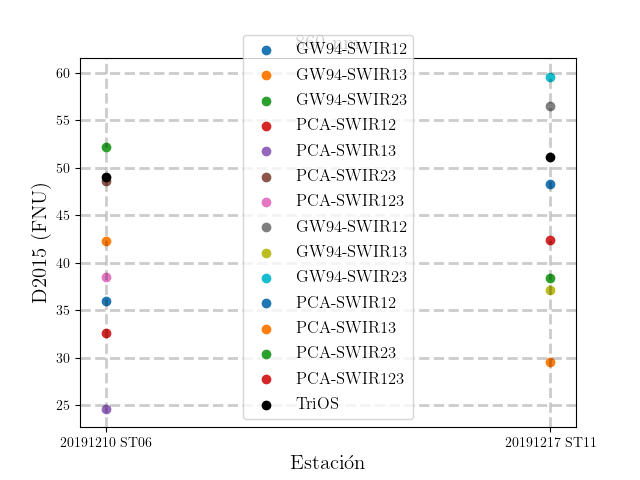 860 nm
GW94-SWIR12
GW94-SWIR13
GW94-SWIR23
PCA-SWIR12
PCA-SWIR13
PCA-SWIR23
PCA-SWIR123
GW94-SWIR12
GW94-SWIR13
GW94-SWIR23
PCA-SWIR12
PCA-SWIR13
PCA-SWIR23
PCA-SWIR123
TriOS
D2015 (FNU)
60
55
50
45
40
35
30
25
20191210 ST06
20191217 ST11
Estación